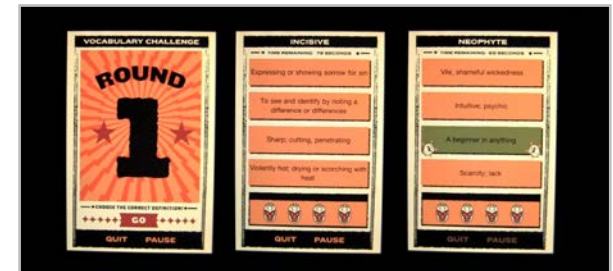 VOCABULARY CHALLENGE
ROUND
1
CHOOSE THE CORRECT DEFINITION!
GO
QUIT PAUSE
INCISIVE
TIME REMAINING 72 SECONDS
Expressing or showing sorrow for sin
To see and identify by noting a
difference or differences
Sharp; cutting, penetrating
Violently hot; drying or scorching with
heat
QUIT PAUSE
NEOPHYTE
TIME REMAINING SECONDS
Vile, shameful wickedness
Intuitive; psychic
A beginner in anything
Scarcity; lack
QUIT PAUSE